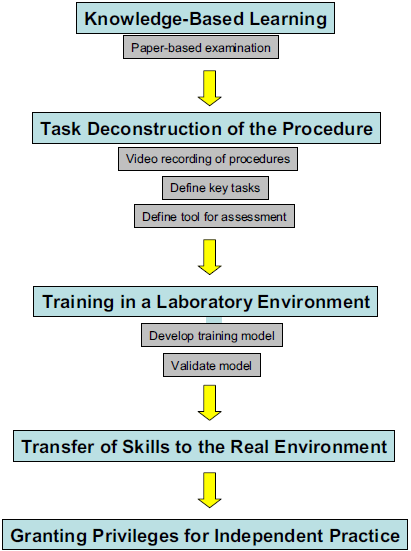 Knowledge-Based Learning
Paper-based examination
Task Deconstruction of the Procedure
Video recording of procedures
Define key tasks
Define tool for assessment
Training in a Laboratory Environment
Develop training model
Validate model
Transfer of Skills to the Real Environment
Granting Privileges for Independent Practice